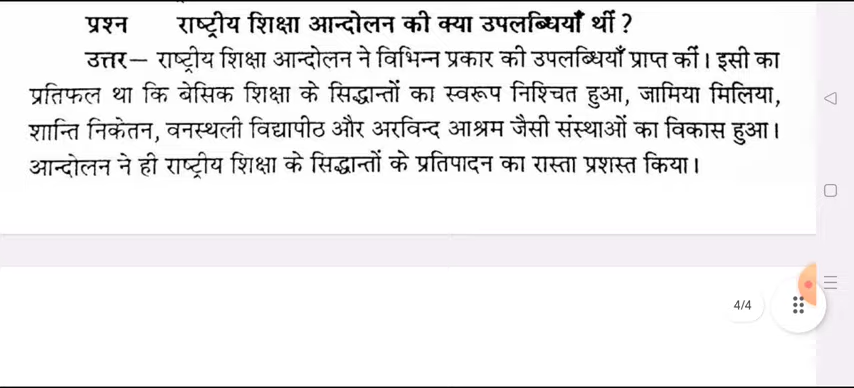 प्रश्न राष्ट्रीय शिक्षा आन्दोलन की क्या उपलब्धियाँ थीं ?
उत्तर— राष्ट्रीय शिक्षा आन्दोलन ने विभिन्न प्रकार की उपलब्धियाँ प्राप्त कीं। इसी का
प्रतिफल था कि बेसिक शिक्षा के सिद्धान्तों का स्वरूप निश्चित हुआ, जामिया मिलिया,
शान्ति निकेतन, वनस्थली विद्यापीठ और अरविन्द आश्रम जैसी संस्थाओं का विकास हुआ।
आन्दोलन ने ही राष्ट्रीय शिक्षा के सिद्धान्तों के प्रतिपादन का रास्ता प्रशस्त किया।
4/4